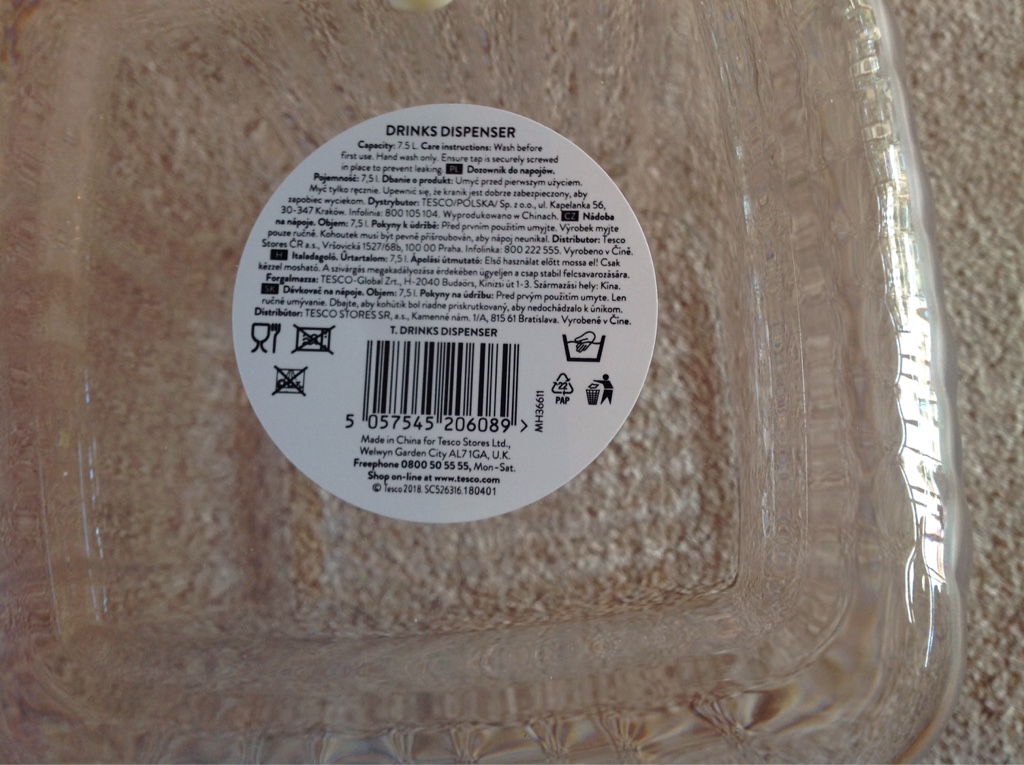 DRINKS DISPENSER
Capacity: 7.5 L. Care instructions: Wash before
first use. Hand wash only. Ensure tap is securely screwed
in place to prevent leaking. PL Dozownik do napojów.
Pojemność: 7,5 l. Dbanie o produkt: Umyć przed pierwszym użyciem.
Myć tylko ręcznie. Upewnić się, że kranik jest dobrze zabezpieczony, aby
zapobiec wyciekom. Dystrybutor: TESCO/POLSKA/ Sp. z o.o., ul. Kapelanka 56,
30-347 Kraków. Infolinia: 800 105 104. Wyprodukowano w Chinach. CZ Nádoba
na nápoje. Objem: 7,5 l. Pokyny k údržbě: Před prvním použitím umyjte. Výrobek myjte
pouze ručně. Kohoutek musí být pevně přišroubován, aby nápoj neunikal. Distributor: Tesco
Stores ČR a.s., Vršovická 1527/68b, 100 00 Praha. Infolinka: 800 222 555. Vyrobeno v Číně.
H Italadagoló. Űrtartalom: 7,5 l. Ápolási útmutató: Első használat előtt mossa el! Csak
kézzel mosható. A szivárgás megakadályozása érdekében ügyeljen a csap stabil felcsavarozására.
Forgalmazza: TESCO-Global Zrt., H-2040 Budaörs, Kinizsi út 1-3. Származási hely: Kína.
SK Dávkovač na nápoje. Objem: 7,5 l. Pokyny na údržbu: Pred prvým použitím umyte. Len
ručné umývanie. Dbajte, aby kohútik bol riadne priskrutkovaný, aby nedochádzalo k únikom.
Distribútor: TESCO STORES SR, a.s., Kamenné nám. 1/A, 815 61 Bratislava. Vyrobené v Číne.
T. DRINKS DISPENSER
22
PAP
MH36611
5 057545 206089 >
Made in China for Tesco Stores Ltd.,
Welwyn Garden City AL7 1GA, U.K.
Freephone 0800 50 55 55, Mon-Sat.
Shop on-line at www.tesco.com
© Tesco 2018. SC526316.180401